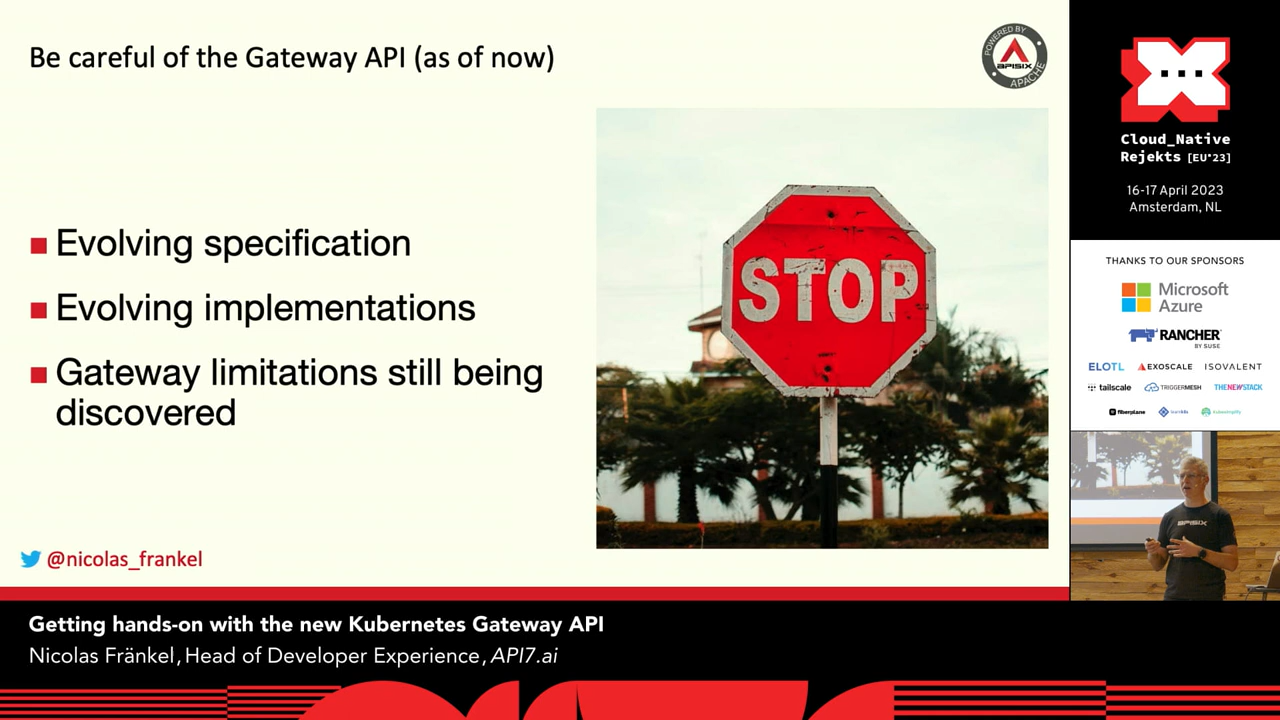 Be careful of the Gateway API (as of now)
POWERED BY
APISIX
APACHE
Evolving specification
Evolving implementations
Gateway limitations still being
discovered
STOP
@nicolas_frankel
Getting hands-on with the new Kubernetes Gateway API
Nicolas Fränkel, Head of Developer Experience, API7.ai
Cloud_Native
Rejekts [EU*23]
16-17 April 2023
Amsterdam, NL
THANKS TO OUR SPONSORS
Microsoft
Azure
RANCHER
BY SUSE
ELOTL EXOSCALE ISOVALENT
tailscale TRIGGERMESH THENEWSTACK
fiberplane
APISIX